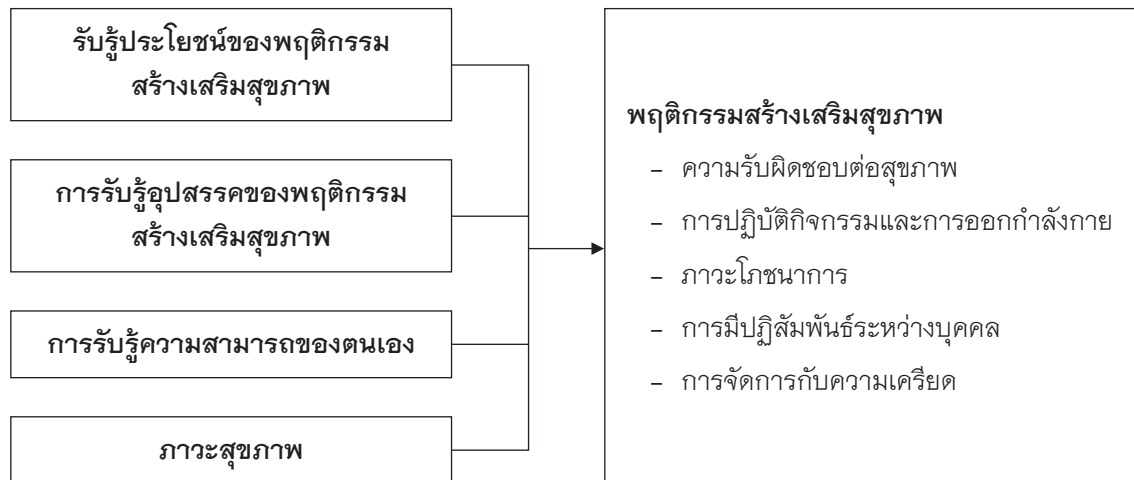 รับรู้ประโยชน์ของพฤติกรรม
สร้างเสริมสุขภาพ
การรับรู้อุปสรรคของพฤติกรรม
สร้างเสริมสุขภาพ
การรับรู้ความสามารถของตนเอง
ภาวะสุขภาพ
พฤติกรรมสร้างเสริมสุขภาพ
– ความรับผิดชอบต่อสุขภาพ
– การปฏิบัติกิจกรรมและการออกกำลังกาย
– ภาวะโภชนาการ
– การมีปฏิสัมพันธ์ระหว่างบุคคล
– การจัดการกับความเครียด